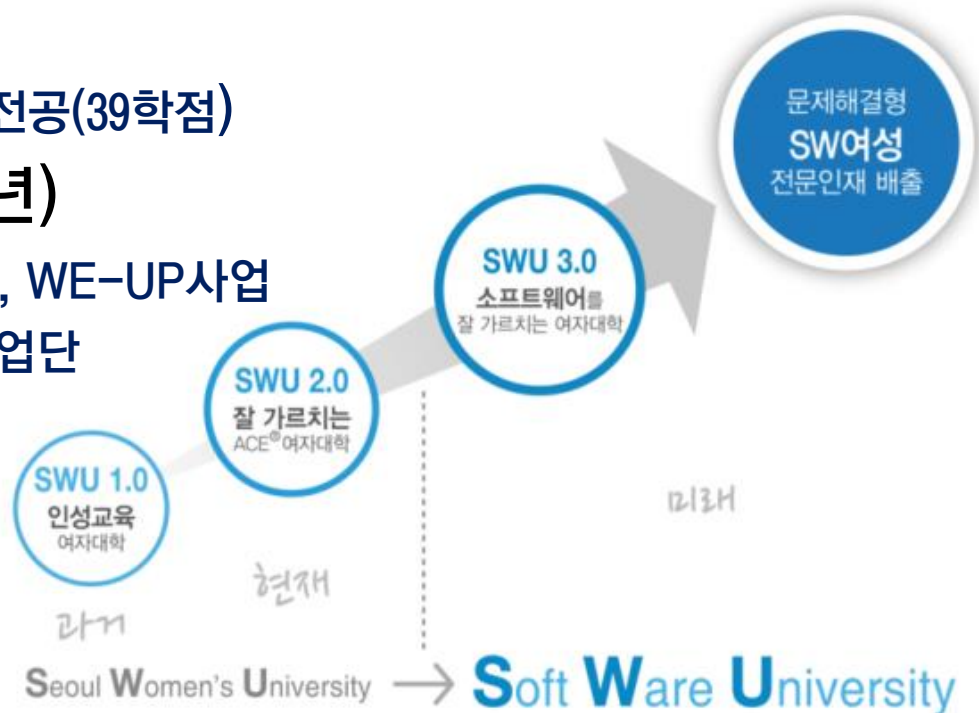 전공(39학점)
년)
, WE-UP사업
업단
문제해결형
SW여성
전문인재 배출
SWU 3.0
소프트웨어를
잘 가르치는 여자대학
SWU 2.0
잘 가르치는
ACE® 여자대학
SWU 1.0
인성교육
여자대학
과거
현재
미래
Seoul Women's University → Soft Ware University